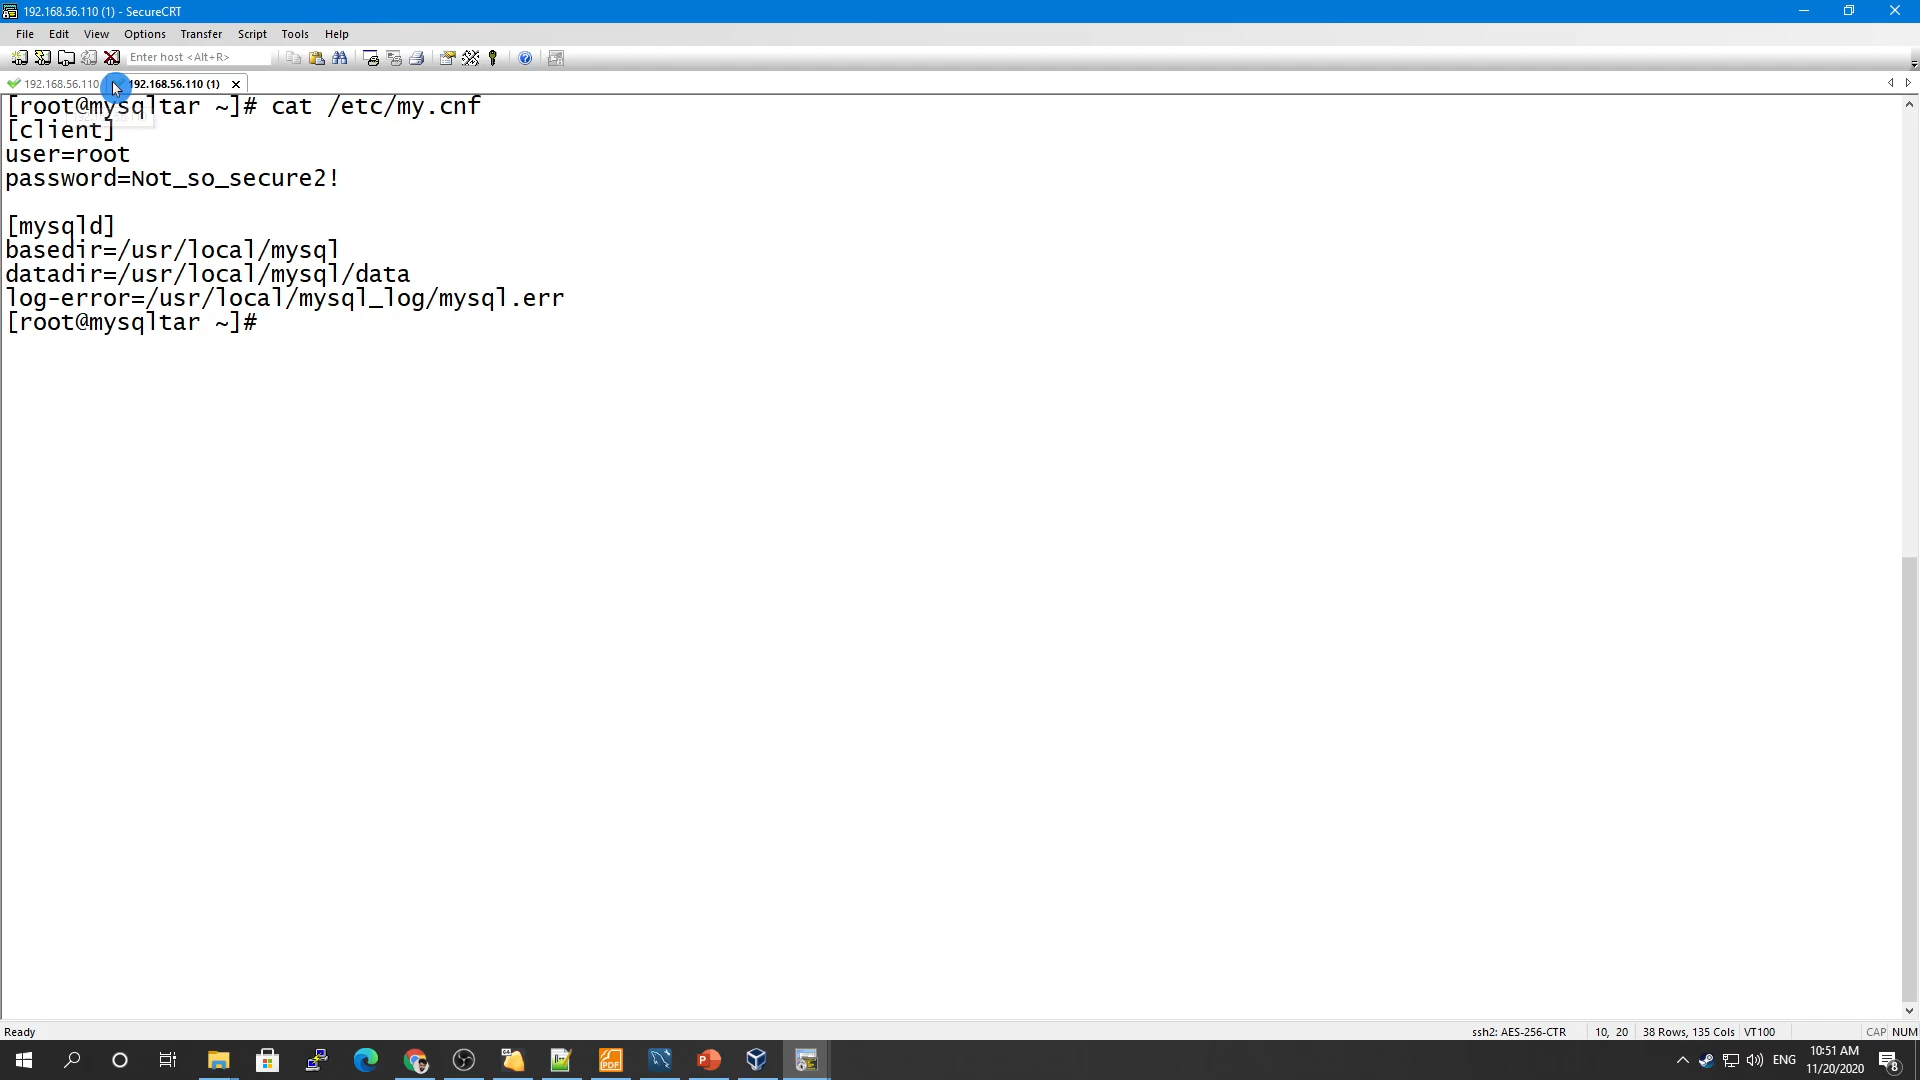 192.168.56.110 (1) - SecureCRT
File Edit View Options Transfer Script Tools Help
Enter host <Alt+R>
192.168.56.110 192.168.56.110 (1)
[root@mysqltar ~]# cat /etc/my.cnf
[client]
user=root
password=Not_so_secure2!
[mysqld]
basedir=/usr/local/mysql
datadir=/usr/local/mysql/data
log-error=/usr/local/mysql_log/mysql.err
[root@mysqltar ~]#
Ready ssh2: AES-256-CTR 10, 20 38 Rows, 135 Cols VT100 CAP NUM
ENG 10:51 AM
11/20/2020 8